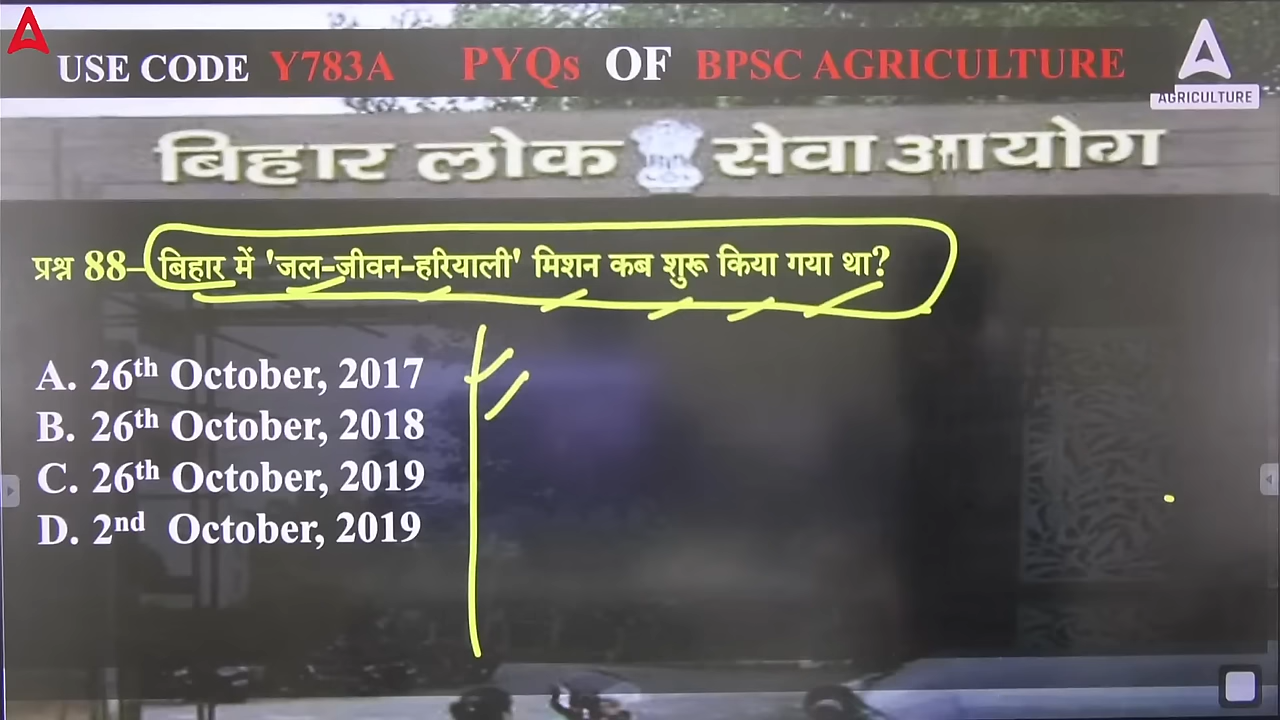 USE CODE Y783A PYQs OF BPSC AGRICULTURE
AGRICULTURE
बिहार लोक सेवा आयोग
प्रश्न 88– बिहार में 'जल-जीवन-हरियाली' मिशन कब शुरू किया गया था?
A. 26th October, 2017
B. 26th October, 2018
C. 26th October, 2019
D. 2nd October, 2019